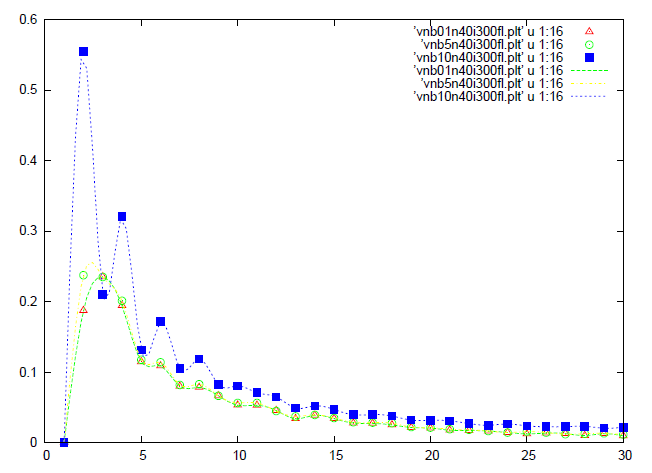 0.6
0.5
0.4
0.3
0.2
0.1
0
0 5 10 15 20 25 30
'vnb01n40i300fl.plt' u 1:16
'vnb5n40i300fl.plt' u 1:16
'vnb10n40i300fl.plt' u 1:16
'vnb01n40i300fl.plt' u 1:16
'vnb5n40i300fl.plt' u 1:16
'vnb10n40i300fl.plt' u 1:16